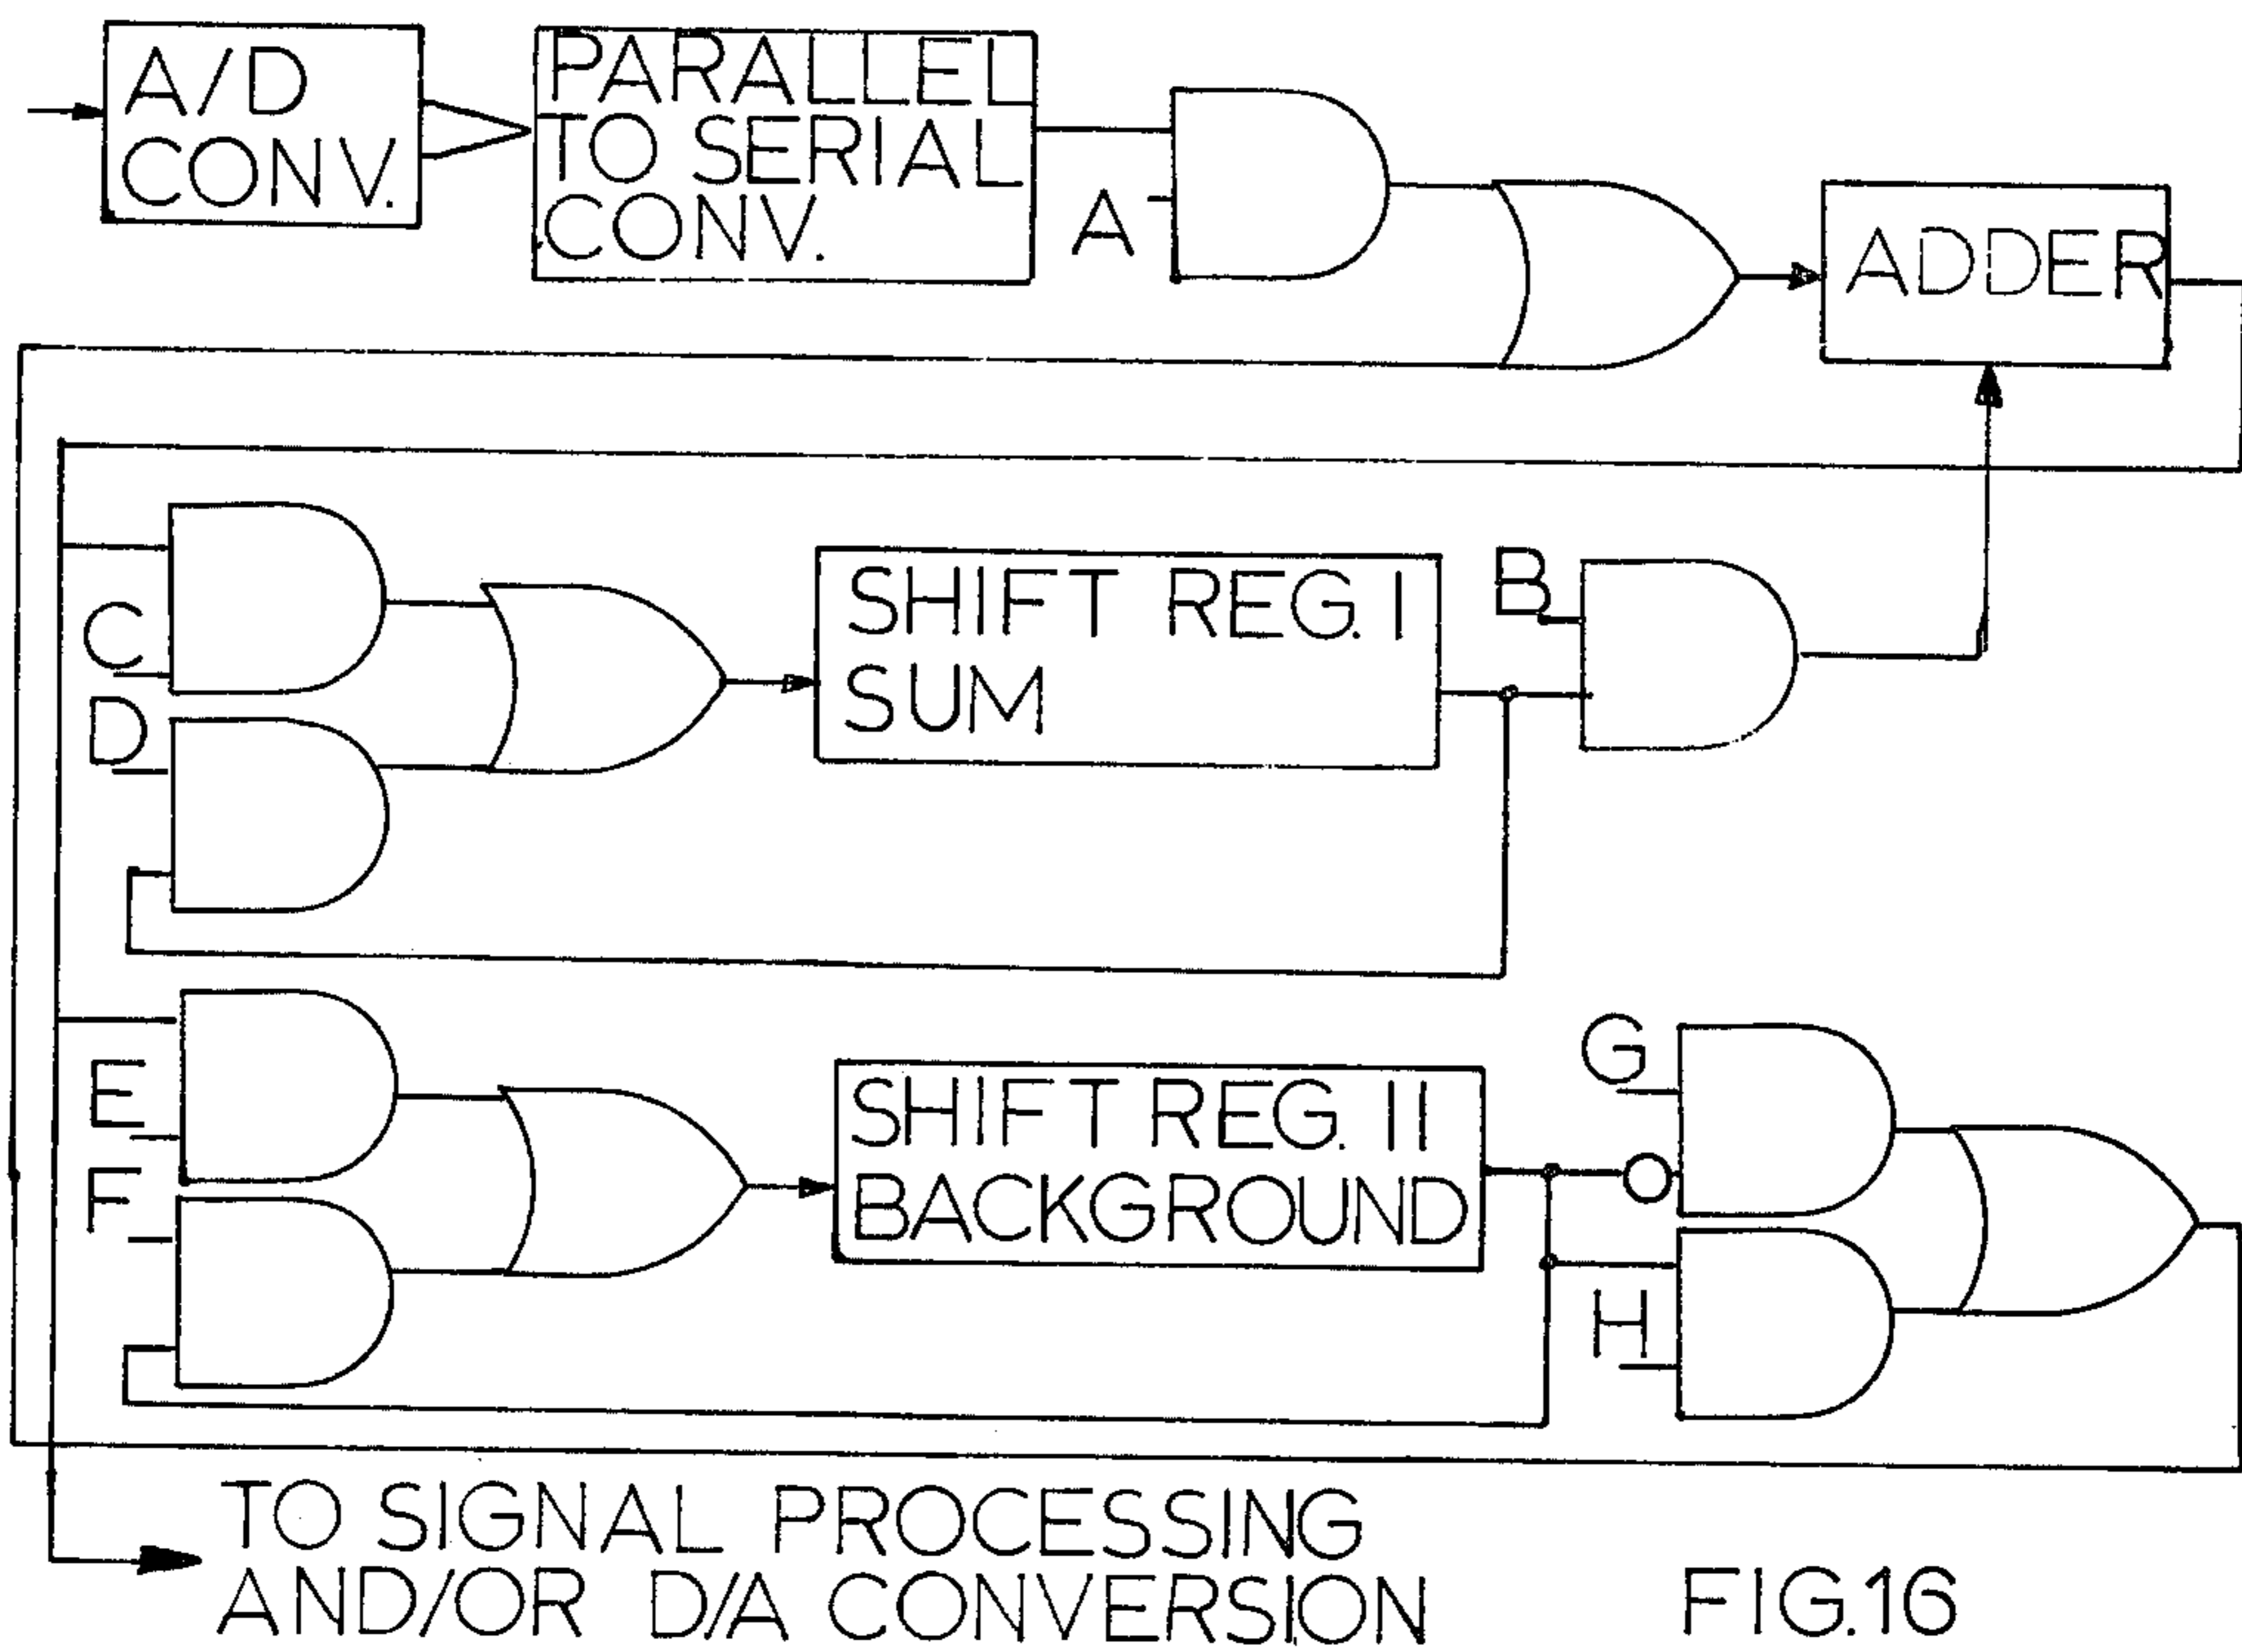 A/D
CONV.
PARALLEL
TO SERIAL
CONV.
A
ADDER
C
D
SHIFT REG. I
SUM
B
E
F
SHIFT REG. II
BACKGROUND
G
H
TO SIGNAL PROCESSING
AND/OR D/A CONVERSION
FIG.16